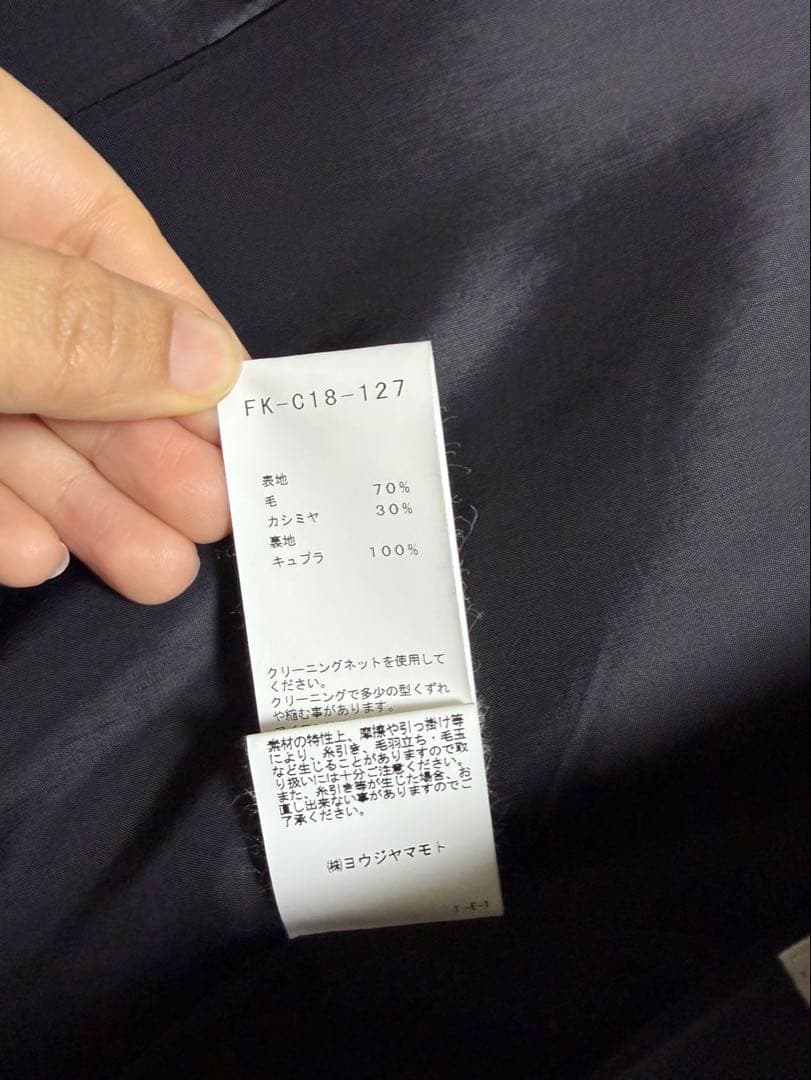 FK-C18-127
表地
毛 70%
カシミヤ 30%
裏地
キュプラ 100%
クリーニングネットを使用して
ください。
クリーニングで多少の型くずれ
や縮む事があります。
素材の特性上、摩擦や引っ掛け等
により、糸引き、毛羽立ち・毛玉
など生じることがありますので取
り扱いには十分ご注意ください。
また、糸引き等が生じた場合、お
直し出来ない事がありますのでご
了承ください。
㈱ヨウジヤマモト